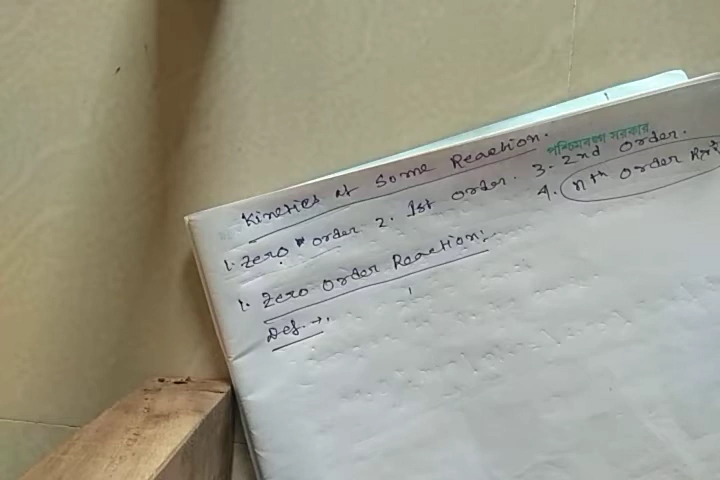 Kinetics of Some Reaction.
পশ্চিমবঙ্গ সরকার
1. Zero order 2. 1st order. 3. 2nd order.
4. nth order
1. Zero order Reaction:
Def. →.